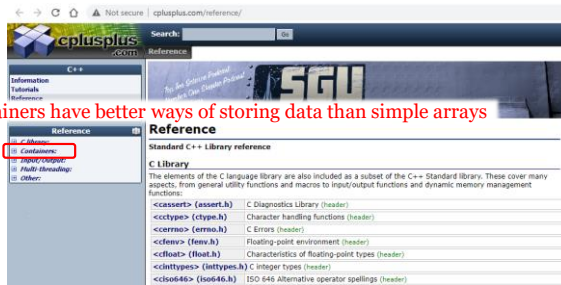 Not secure | cplusplus.com/reference/
cplusplus
.com
Search:
Go
Reference
C++
Information
Tutorials
Reference
SGU
ainers have better ways of storing data than simple arrays
Reference
C library:
Containers:
Input/Output:
Multi-threading:
Other:
Reference
Standard C++ Library reference
C Library
The elements of the C language library are also included as a subset of the C++ Standard library. These cover many
aspects, from general utility functions and macros to input/output functions and dynamic memory management
functions:
<cassert> (assert.h) C Diagnostics Library (header)
<cctype> (ctype.h) Character handling functions (header)
<cerrno> (errno.h) C Errors (header)
<cfenv> (fenv.h) Floating-point environment (header)
<cfloat> (float.h) Characteristics of floating-point types (header)
<cinttypes> (inttypes.h) C integer types (header)
<ciso646> (iso646.h) ISO 646 Alternative operator spellings (header)